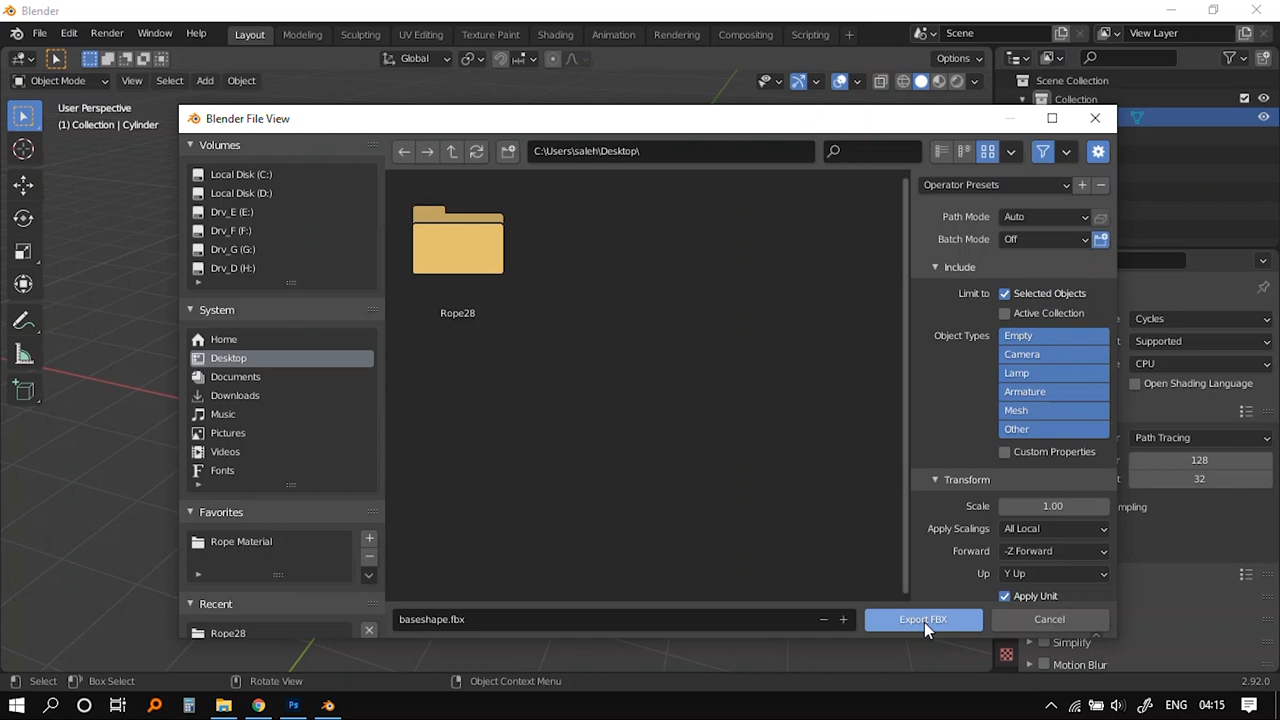 Blender
File Edit Render Window Help Layout Modeling Sculpting UV Editing Texture Paint Shading Animation Rendering Compositing Scripting + Scene View Layer
Global Options
Object Mode View Select Add Object
User Perspective
(1) Collection | Cylinder
Scene Collection
Collection
Blender File View
Volumes
Local Disk (C:)
Local Disk (D:)
Drv_E (E:)
Drv_F (F:)
Drv_G (G:)
Drv_D (H:)
System
Home
Desktop
Documents
Downloads
Music
Pictures
Videos
Fonts
Favorites
Rope Material
Recent
Rope28
C:\Users\saleh\Desktop\
Rope28
baseshape.fbx
Export FBX
Cancel
Operator Presets
Path Mode Auto
Batch Mode Off
Include
Limit to Selected Objects
Active Collection
Object Types Empty
Camera
Lamp
Armature
Mesh
Other
Custom Properties
Transform
Scale 1.00
Apply Scalings All Local
Forward -Z Forward
Up Y Up
Apply Unit
Cycles
Supported
CPU
Open Shading Language
Path Tracing
128
32
Simplify
Motion Blur
Select Box Select Rotate View Object Context Menu 2.92.0
ENG 04:15